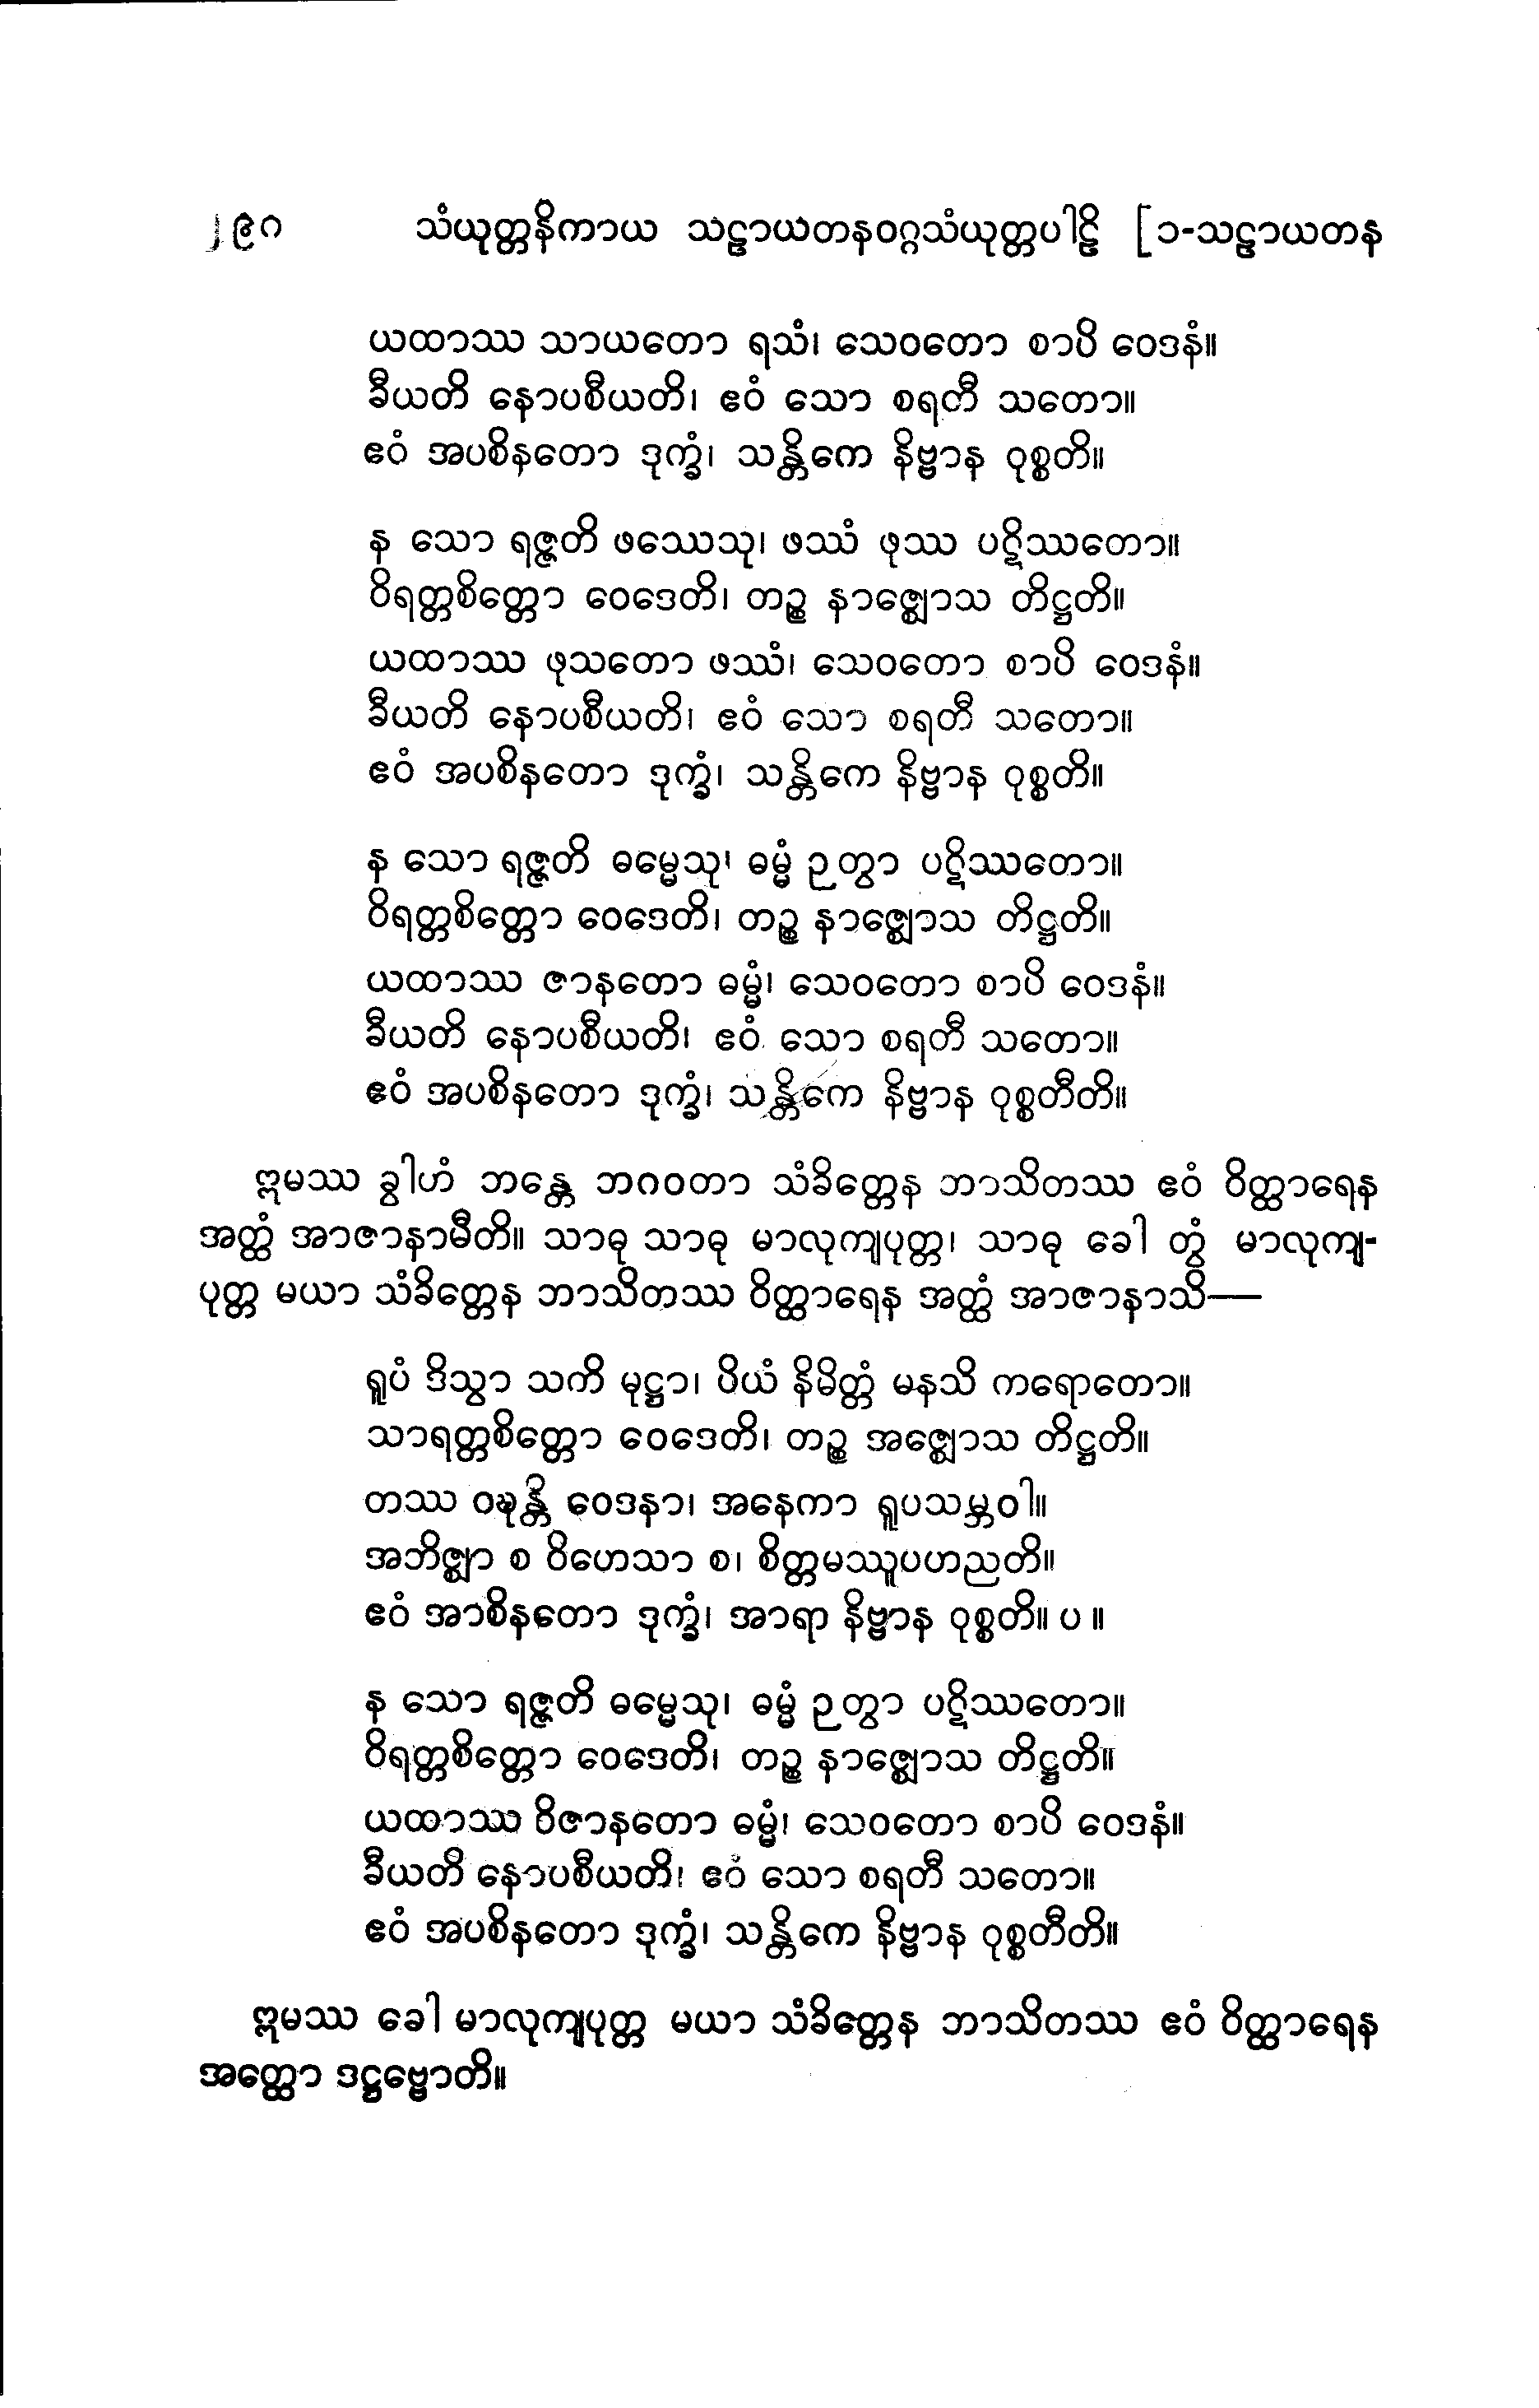 ၂၉၀ သံယုတ္တနိကာယ သဠာယတနဝဂ္ဂသံယုတ္တပါဠိ [၁-သဠာယတန
ယထာဿ သာယတော ရသံ၊ သေဝတော စာပိ ဝေဒနံ။
ခီယတိ နောပစီယတိ၊ ဧဝံ သော စရတီ သတော။
ဧဝံ အပစိနတော ဒုက္ခံ၊ သန္တိကေ နိဗ္ဗာန ဝုစ္စတိ။
န သော ရဇ္ဇတိ ဖဿေသု၊ ဖဿံ ဖုဿ ပဋိဿတော။
ဝိရတ္တစိတ္တော ဝေဒေတိ၊ တဉ္စ နာဇ္ဈောသ တိဋ္ဌတိ။
ယထာဿ ဖုသတော ဖဿံ၊ သေဝတော စာပိ ဝေဒနံ။
ခီယတိ နောပစီယတိ၊ ဧဝံ သော စရတီ သတော။
ဧဝံ အပစိနတော ဒုက္ခံ၊ သန္တိကေ နိဗ္ဗာန ဝုစ္စတိ။
န သော ရဇ္ဇတိ ဓမ္မေသု၊ ဓမ္မံ ဉတွာ ပဋိဿတော။
ဝိရတ္တစိတ္တော ဝေဒေတိ၊ တဉ္စ နာဇ္ဈောသ တိဋ္ဌတိ။
ယထာဿ ဇာနတော ဓမ္မံ၊ သေဝတော စာပိ ဝေဒနံ။
ခီယတိ နောပစီယတိ၊ ဧဝံ သော စရတီ သတော။
ဧဝံ အပစိနတော ဒုက္ခံ၊ သန္တိကေ နိဗ္ဗာန ဝုစ္စတီတိ။
ဣမဿ ခွါဟံ ဘန္တေ ဘဂဝတာ သံခိတ္တေန ဘာသိတဿ ဧဝံ ဝိတ္ထာရေန
အတ္ထံ အာဇာနာမီတိ။ သာဓု သာဓု မာလုကျပုတ္တ၊ သာဓု ခေါ တွံ မာလုကျ-
ပုတ္တ မယာ သံခိတ္တေန ဘာသိတဿ ဝိတ္ထာရေန အတ္ထံ အာဇာနာသိ—
ရူပံ ဒိသွာ သတိ မုဋ္ဌာ၊ ပိယံ နိမိတ္တံ မနသိ ကရောတော။
သာရတ္တစိတ္တော ဝေဒေတိ၊ တဉ္စ အဇ္ဈောသ တိဋ္ဌတိ။
တဿ ဝဍ္ဎန္တိ ဝေဒနာ၊ အနေကာ ရူပသမ္ဘဝါ။
အဘိဇ္ဈာ စ ဝိဟေသာ စ၊ စိတ္တမဿူပဟညတိ။
ဧဝံ အာစိနတော ဒုက္ခံ၊ အာရာ နိဗ္ဗာန ဝုစ္စတိ။ ပ ။
န သော ရဇ္ဇတိ ဓမ္မေသု၊ ဓမ္မံ ဉတွာ ပဋိဿတော။
ဝိရတ္တစိတ္တော ဝေဒေတိ၊ တဉ္စ နာဇ္ဈောသ တိဋ္ဌတိ။
ယထာဿ ဝိဇာနတော ဓမ္မံ၊ သေဝတော စာပိ ဝေဒနံ။
ခီယတိ နောပစီယတိ၊ ဧဝံ သော စရတီ သတော။
ဧဝံ အပစိနတော ဒုက္ခံ၊ သန္တိကေ နိဗ္ဗာန ဝုစ္စတီတိ။
ဣမဿ ခေါ မာလုကျပုတ္တ မယာ သံခိတ္တေန ဘာသိတဿ ဧဝံ ဝိတ္ထာရေန
အတ္ထော ဒဋ္ဌဗ္ဗောတိ။